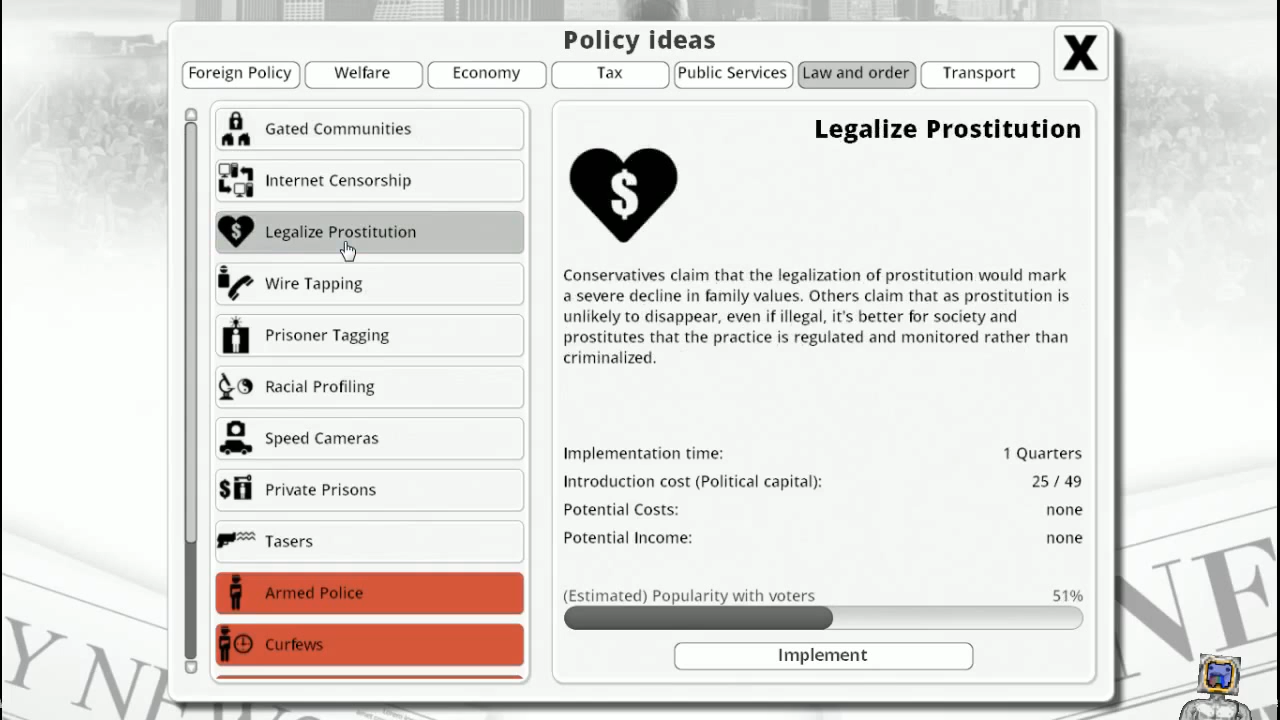 Policy ideas
X
Foreign Policy
Welfare
Economy
Tax
Public Services
Law and order
Transport
Gated Communities
Internet Censorship
Legalize Prostitution
Wire Tapping
Prisoner Tagging
Racial Profiling
Speed Cameras
Private Prisons
Tasers
Armed Police
Curfews
Legalize Prostitution
$
Conservatives claim that the legalization of prostitution would mark
a severe decline in family values. Others claim that as prostitution is
unlikely to disappear, even if illegal, it's better for society and
prostitutes that the practice is regulated and monitored rather than
criminalized.
Implementation time: 1 Quarters
Introduction cost (Political capital): 25 / 49
Potential Costs: none
Potential Income: none
(Estimated) Popularity with voters 51%
Implement
Y NEW
NE